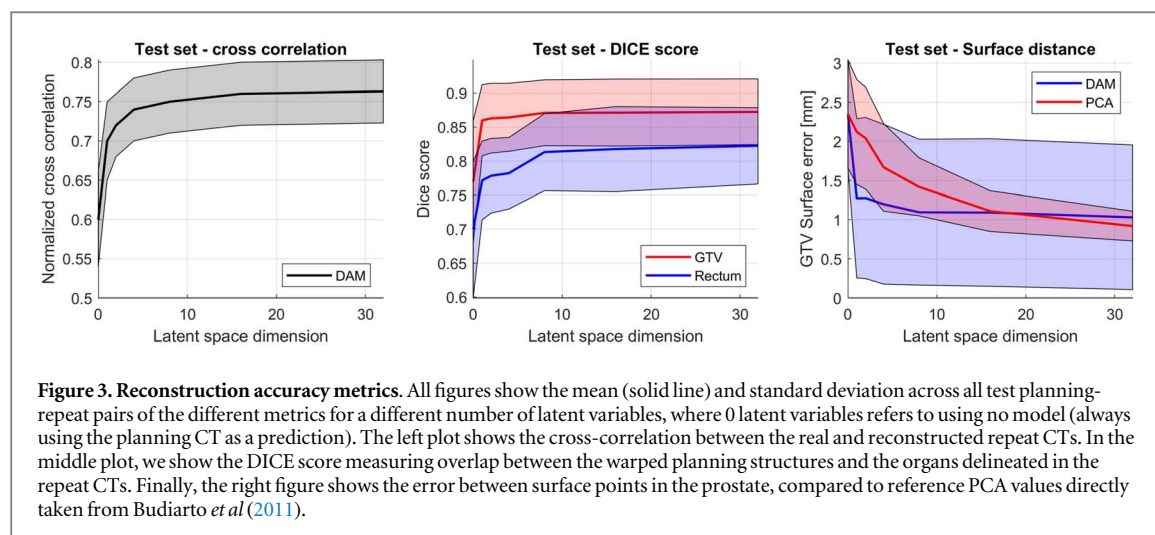 Test set - cross correlation
Normalized cross correlation
0.8
0.75
0.7
0.65
0.6
0.55
0.5
0 10 20 30
DAM
Latent space dimension
Test set - DICE score
Dice score
0.9
0.85
0.8
0.75
0.7
0.65
0.6
0 10 20 30
GTV
Rectum
Latent space dimension
Test set - Surface distance
GTV Surface error [mm]
3
2.5
2
1.5
1
0.5
0
0 10 20 30
DAM
PCA
Latent space dimension
Figure 3. Reconstruction accuracy metrics. All figures show the mean (solid line) and standard deviation across all test planning-
repeat pairs of the different metrics for a different number of latent variables, where 0 latent variables refers to using no model (always
using the planning CT as a prediction). The left plot shows the cross-correlation between the real and reconstructed repeat CTs. In the
middle plot, we show the DICE score measuring overlap between the warped planning structures and the organs delineated in the
repeat CTs. Finally, the right figure shows the error between surface points in the prostate, compared to reference PCA values directly
taken from Budiarto et al (2011).